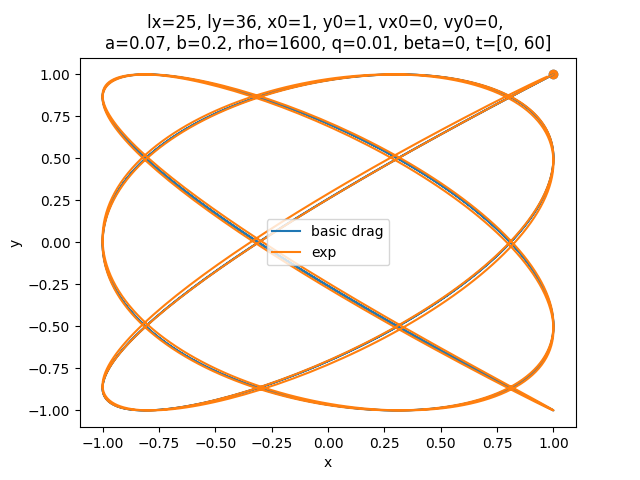 lx=25, ly=36, x0=1, y0=1, vx0=0, vy0=0,
a=0.07, b=0.2, rho=1600, q=0.01, beta=0, t=[0, 60]
1.00
0.75
0.50
0.25
0.00
−0.25
−0.50
−0.75
−1.00
y
basic drag
exp
−1.00 −0.75 −0.50 −0.25 0.00 0.25 0.50 0.75 1.00
x